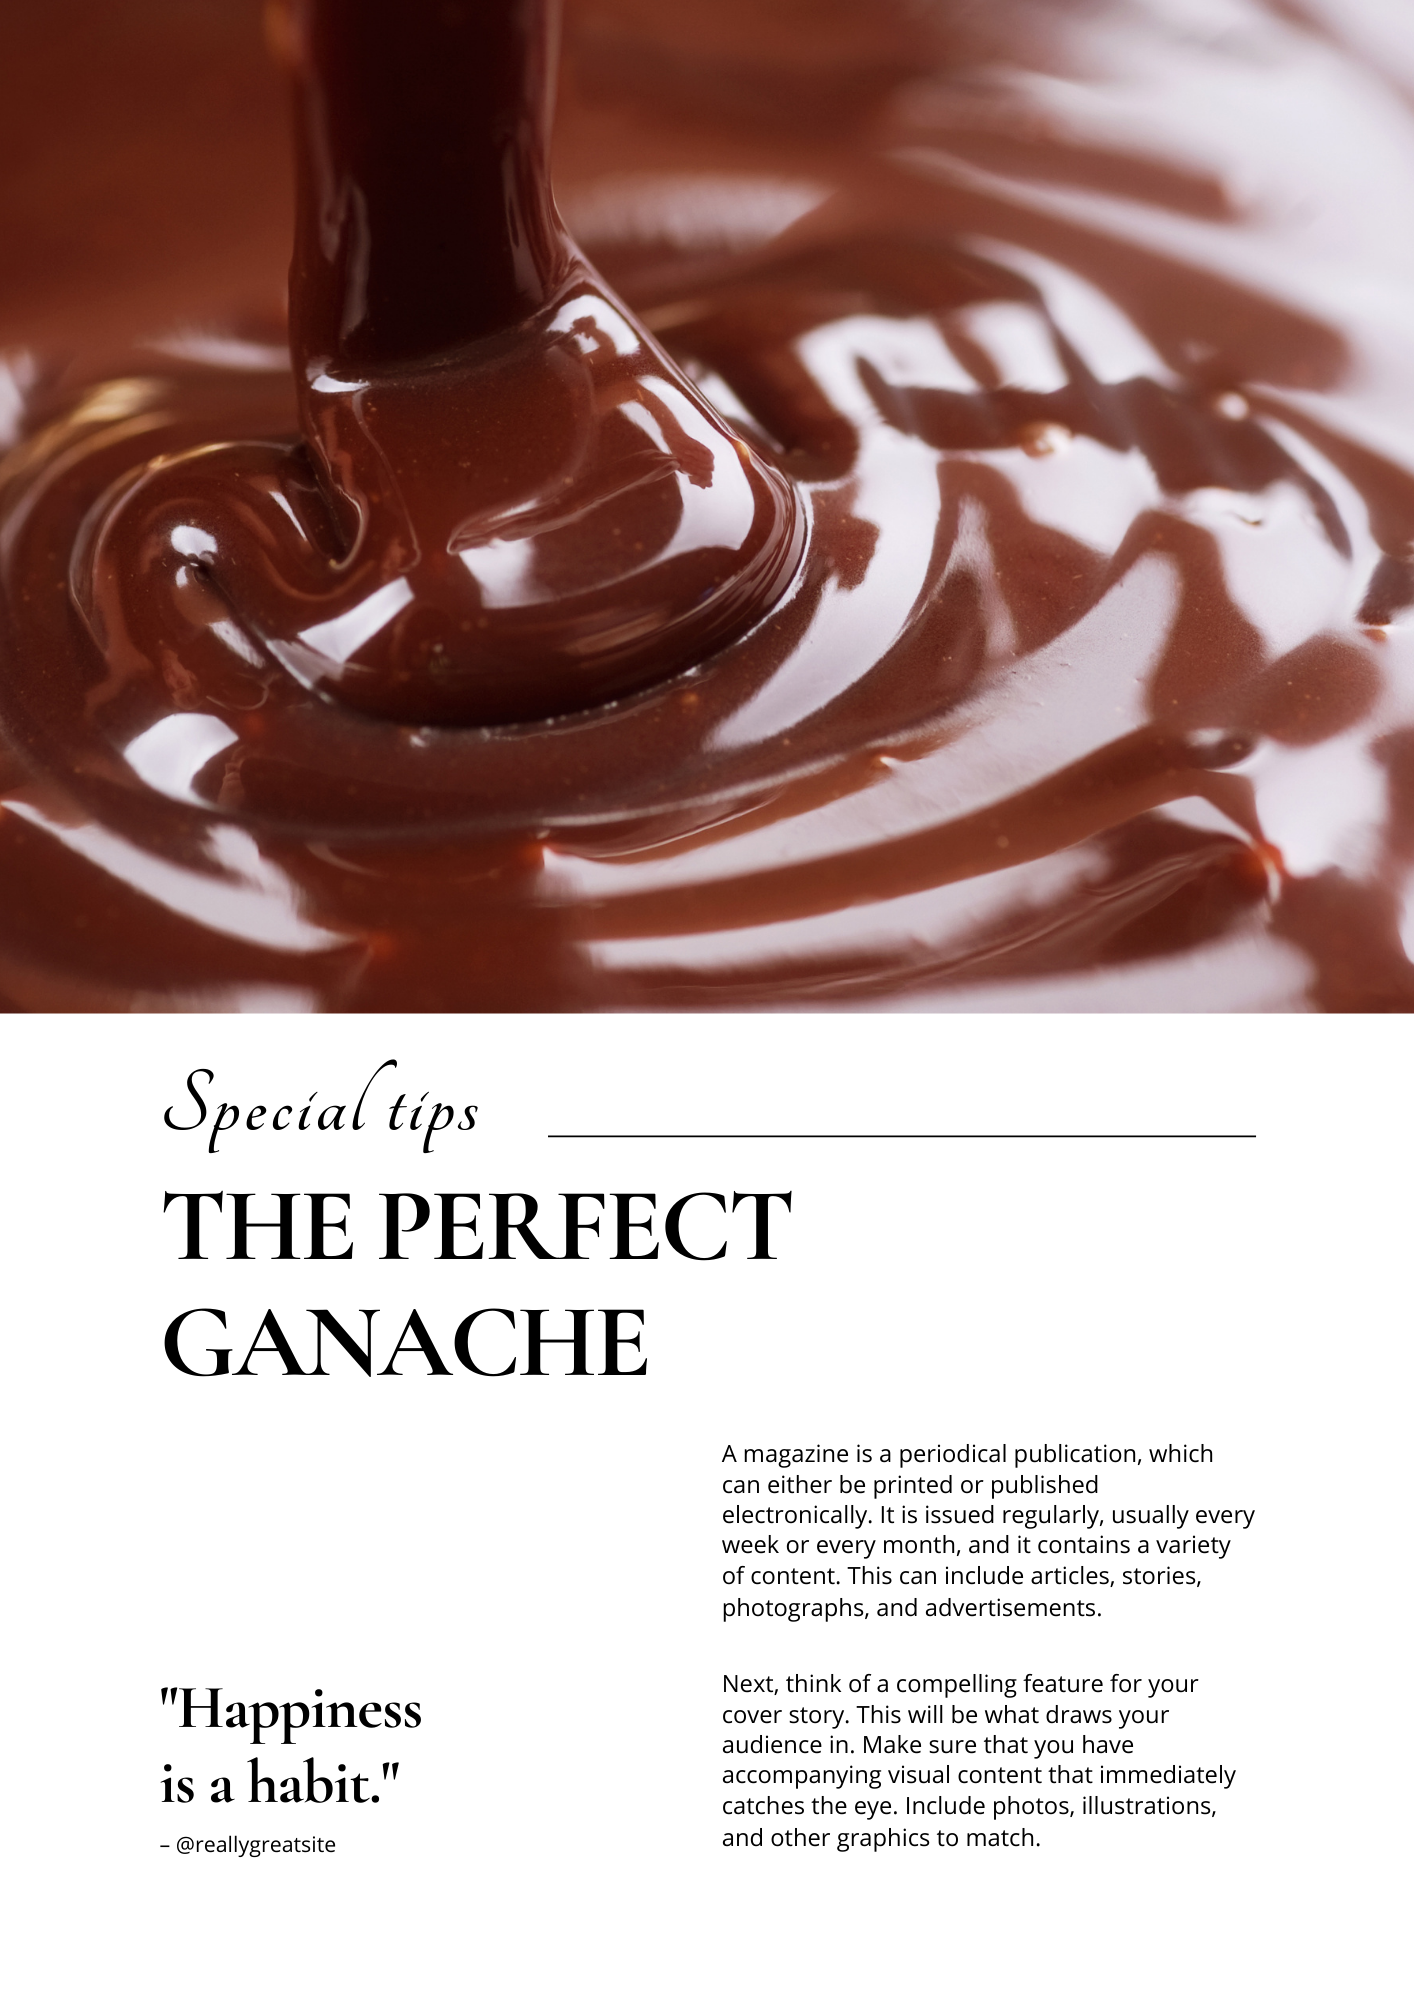 Special tips
THE PERFECT
GANACHE
A magazine is a periodical publication, which
can either be printed or published
electronically. It is issued regularly, usually every
week or every month, and it contains a variety
of content. This can include articles, stories,
photographs, and advertisements.
Next, think of a compelling feature for your
cover story. This will be what draws your
audience in. Make sure that you have
accompanying visual content that immediately
catches the eye. Include photos, illustrations,
and other graphics to match.
"Happiness
is a habit."
– @reallygreatsite